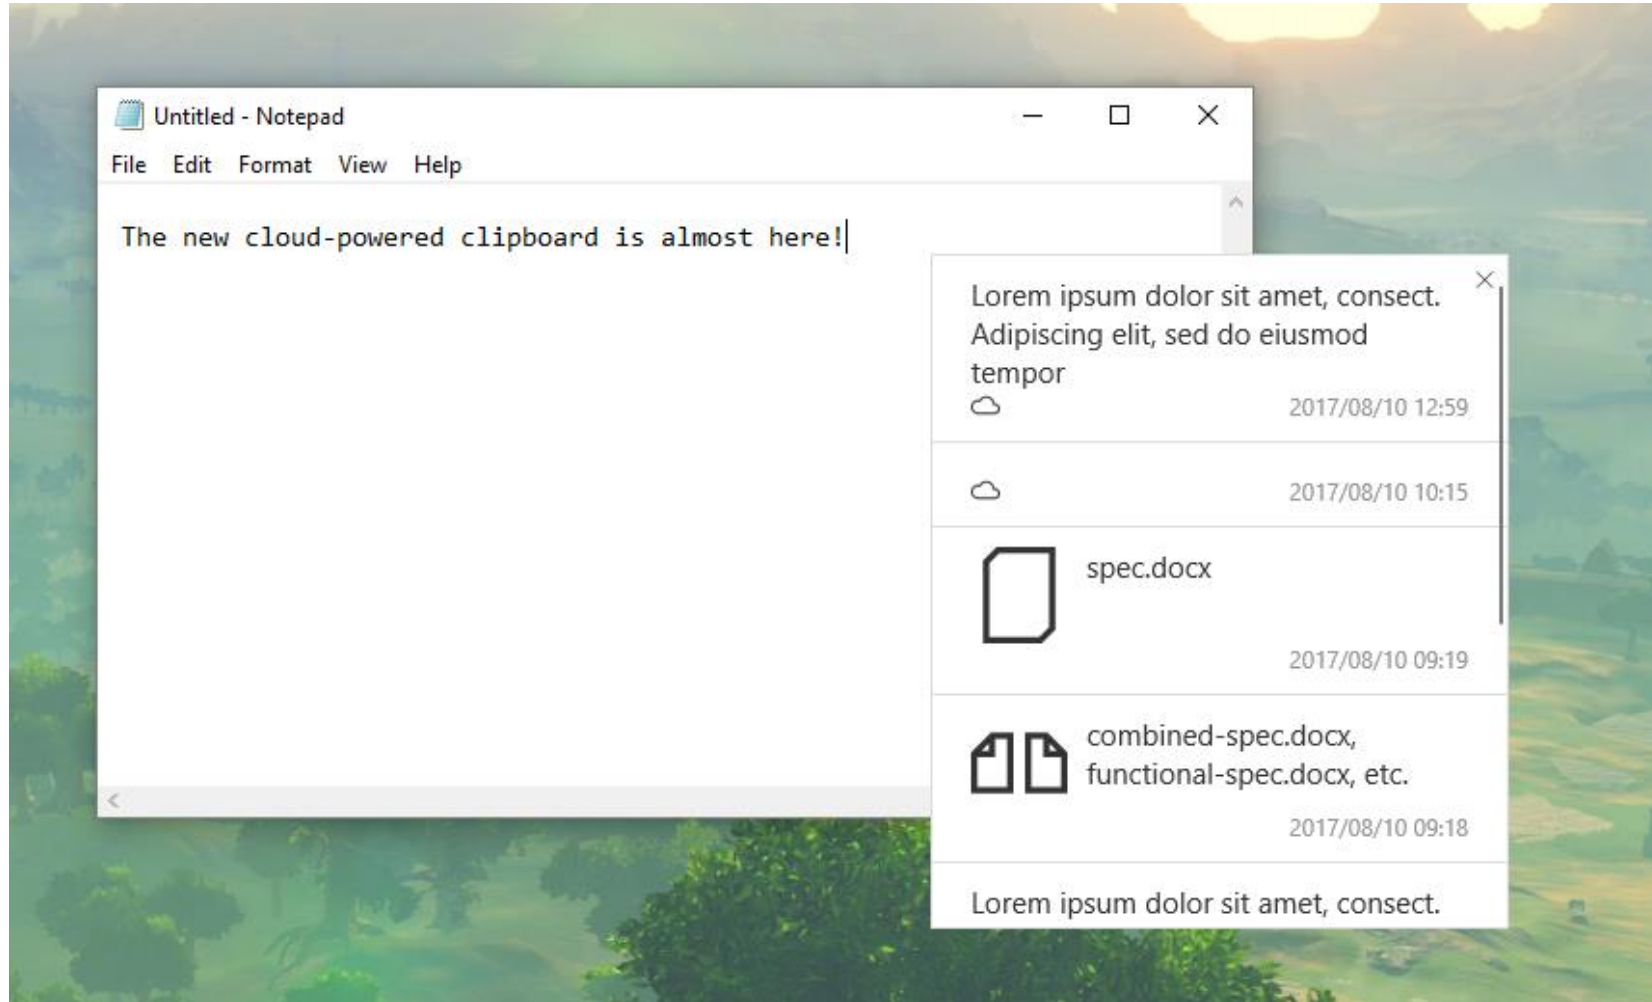 Untitled - Notepad
File Edit Format View Help
The new cloud-powered clipboard is almost here!
Lorem ipsum dolor sit amet, consect.
Adipiscing elit, sed do eiusmod
tempor
2017/08/10 12:59
2017/08/10 10:15
spec.docx
2017/08/10 09:19
combined-spec.docx,
functional-spec.docx, etc.
2017/08/10 09:18
Lorem ipsum dolor sit amet, consect.